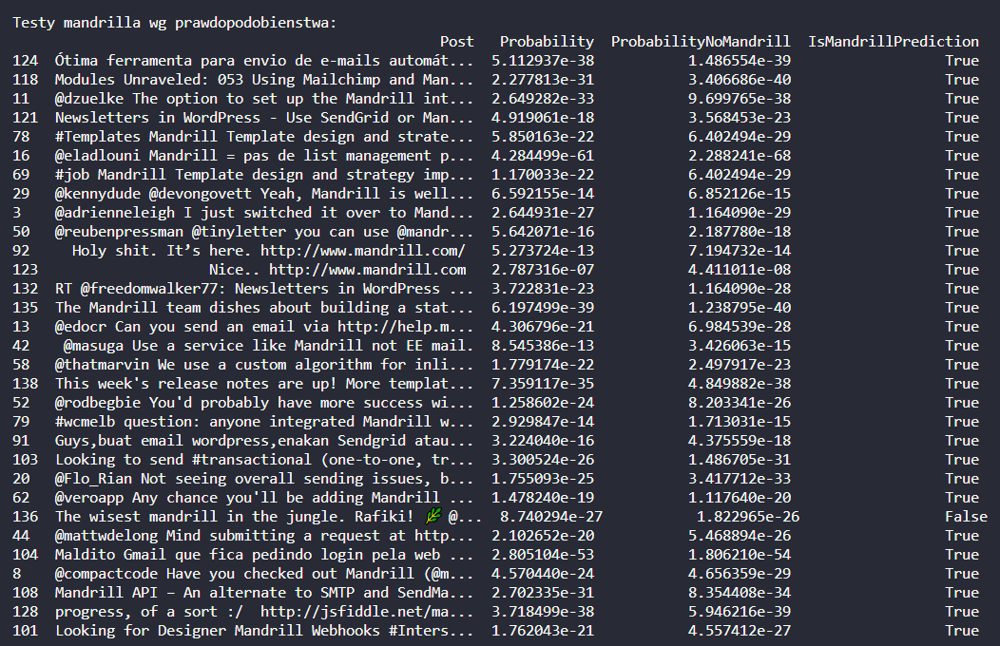 Testy mandrilla wg prawdopodobienstwa:
Post Probability ProbabilityNoMandrill IsMandrillPrediction
124 Ótima ferramenta para envio de e-mails automát... 5.112937e-38 1.486554e-39 True
118 Modules Unraveled: 053 Using Mailchimp and Man... 2.277813e-31 3.406686e-40 True
11 @dzuelke The option to set up the Mandrill int... 2.649282e-33 9.699765e-38 True
121 Newsletters in WordPress - Use SendGrid or Man... 4.919061e-18 3.568453e-23 True
78 #Templates Mandrill Template design and strate... 5.850163e-22 6.402494e-29 True
16 @eladlouni Mandrill = pas de list management p... 4.284499e-61 2.288241e-68 True
69 #job Mandrill Template design and strategy imp... 1.170033e-22 6.402494e-29 True
29 @kennydude @devongovett Yeah, Mandrill is well... 6.592155e-14 6.852126e-15 True
3 @adrienneleigh I just switched it over to Mand... 2.644931e-27 1.164090e-29 True
50 @reubenpressman @tinyletter you can use @mandr... 5.642071e-16 2.187780e-18 True
92 Holy shit. It’s here. http://www.mandrill.com/ 5.273724e-13 7.194732e-14 True
123 Nice.. http://www.mandrill.com 2.787316e-07 4.411011e-08 True
132 RT @freedomwalker77: Newsletters in WordPress ... 3.722831e-23 1.164090e-28 True
135 The Mandrill team dishes about building a stat... 6.197499e-39 1.238795e-40 True
13 @edocr Can you send an email via http://help.m... 4.306796e-21 6.984539e-28 True
42 @masuga Use a service like Mandrill not EE mail. 8.545386e-13 3.426063e-15 True
58 @thatmarvin We use a custom algorithm for inli... 1.779174e-22 2.497917e-23 True
138 This week's release notes are up! More templat... 7.359117e-35 4.849882e-38 True
52 @rodbegbie You'd probably have more success wi... 1.258602e-24 8.203341e-26 True
79 #wcmelb question: anyone integrated Mandrill w... 2.929847e-14 1.713031e-15 True
91 Guys,buat email wordpress,enakan Sendgrid atau... 3.224040e-16 4.375559e-18 True
103 Looking to send #transactional (one-to-one, tr... 3.300524e-26 1.486705e-31 True
20 @Flo_Rian Not seeing overall sending issues, b... 1.755093e-25 3.417712e-33 True
62 @veroapp Any chance you'll be adding Mandrill ... 1.478240e-19 1.117640e-20 True
136 The wisest mandrill in the jungle. Rafiki! 🌿 @... 8.740294e-27 1.822965e-26 False
44 @mattwdelong Mind submitting a request at http... 2.102652e-20 5.468894e-26 True
104 Maldito Gmail que fica pedindo login pela web ... 2.805104e-53 1.806210e-54 True
8 @compactcode Have you checked out Mandrill (@m... 4.570440e-24 4.656359e-29 True
108 Mandrill API – An alternate to SMTP and SendMa... 2.702335e-31 8.354408e-34 True
128 progress, of a sort :/ http://jsfiddle.net/ma... 3.718499e-38 5.946216e-39 True
101 Looking for Designer Mandrill Webhooks #Inters... 1.762043e-21 4.557412e-27 True